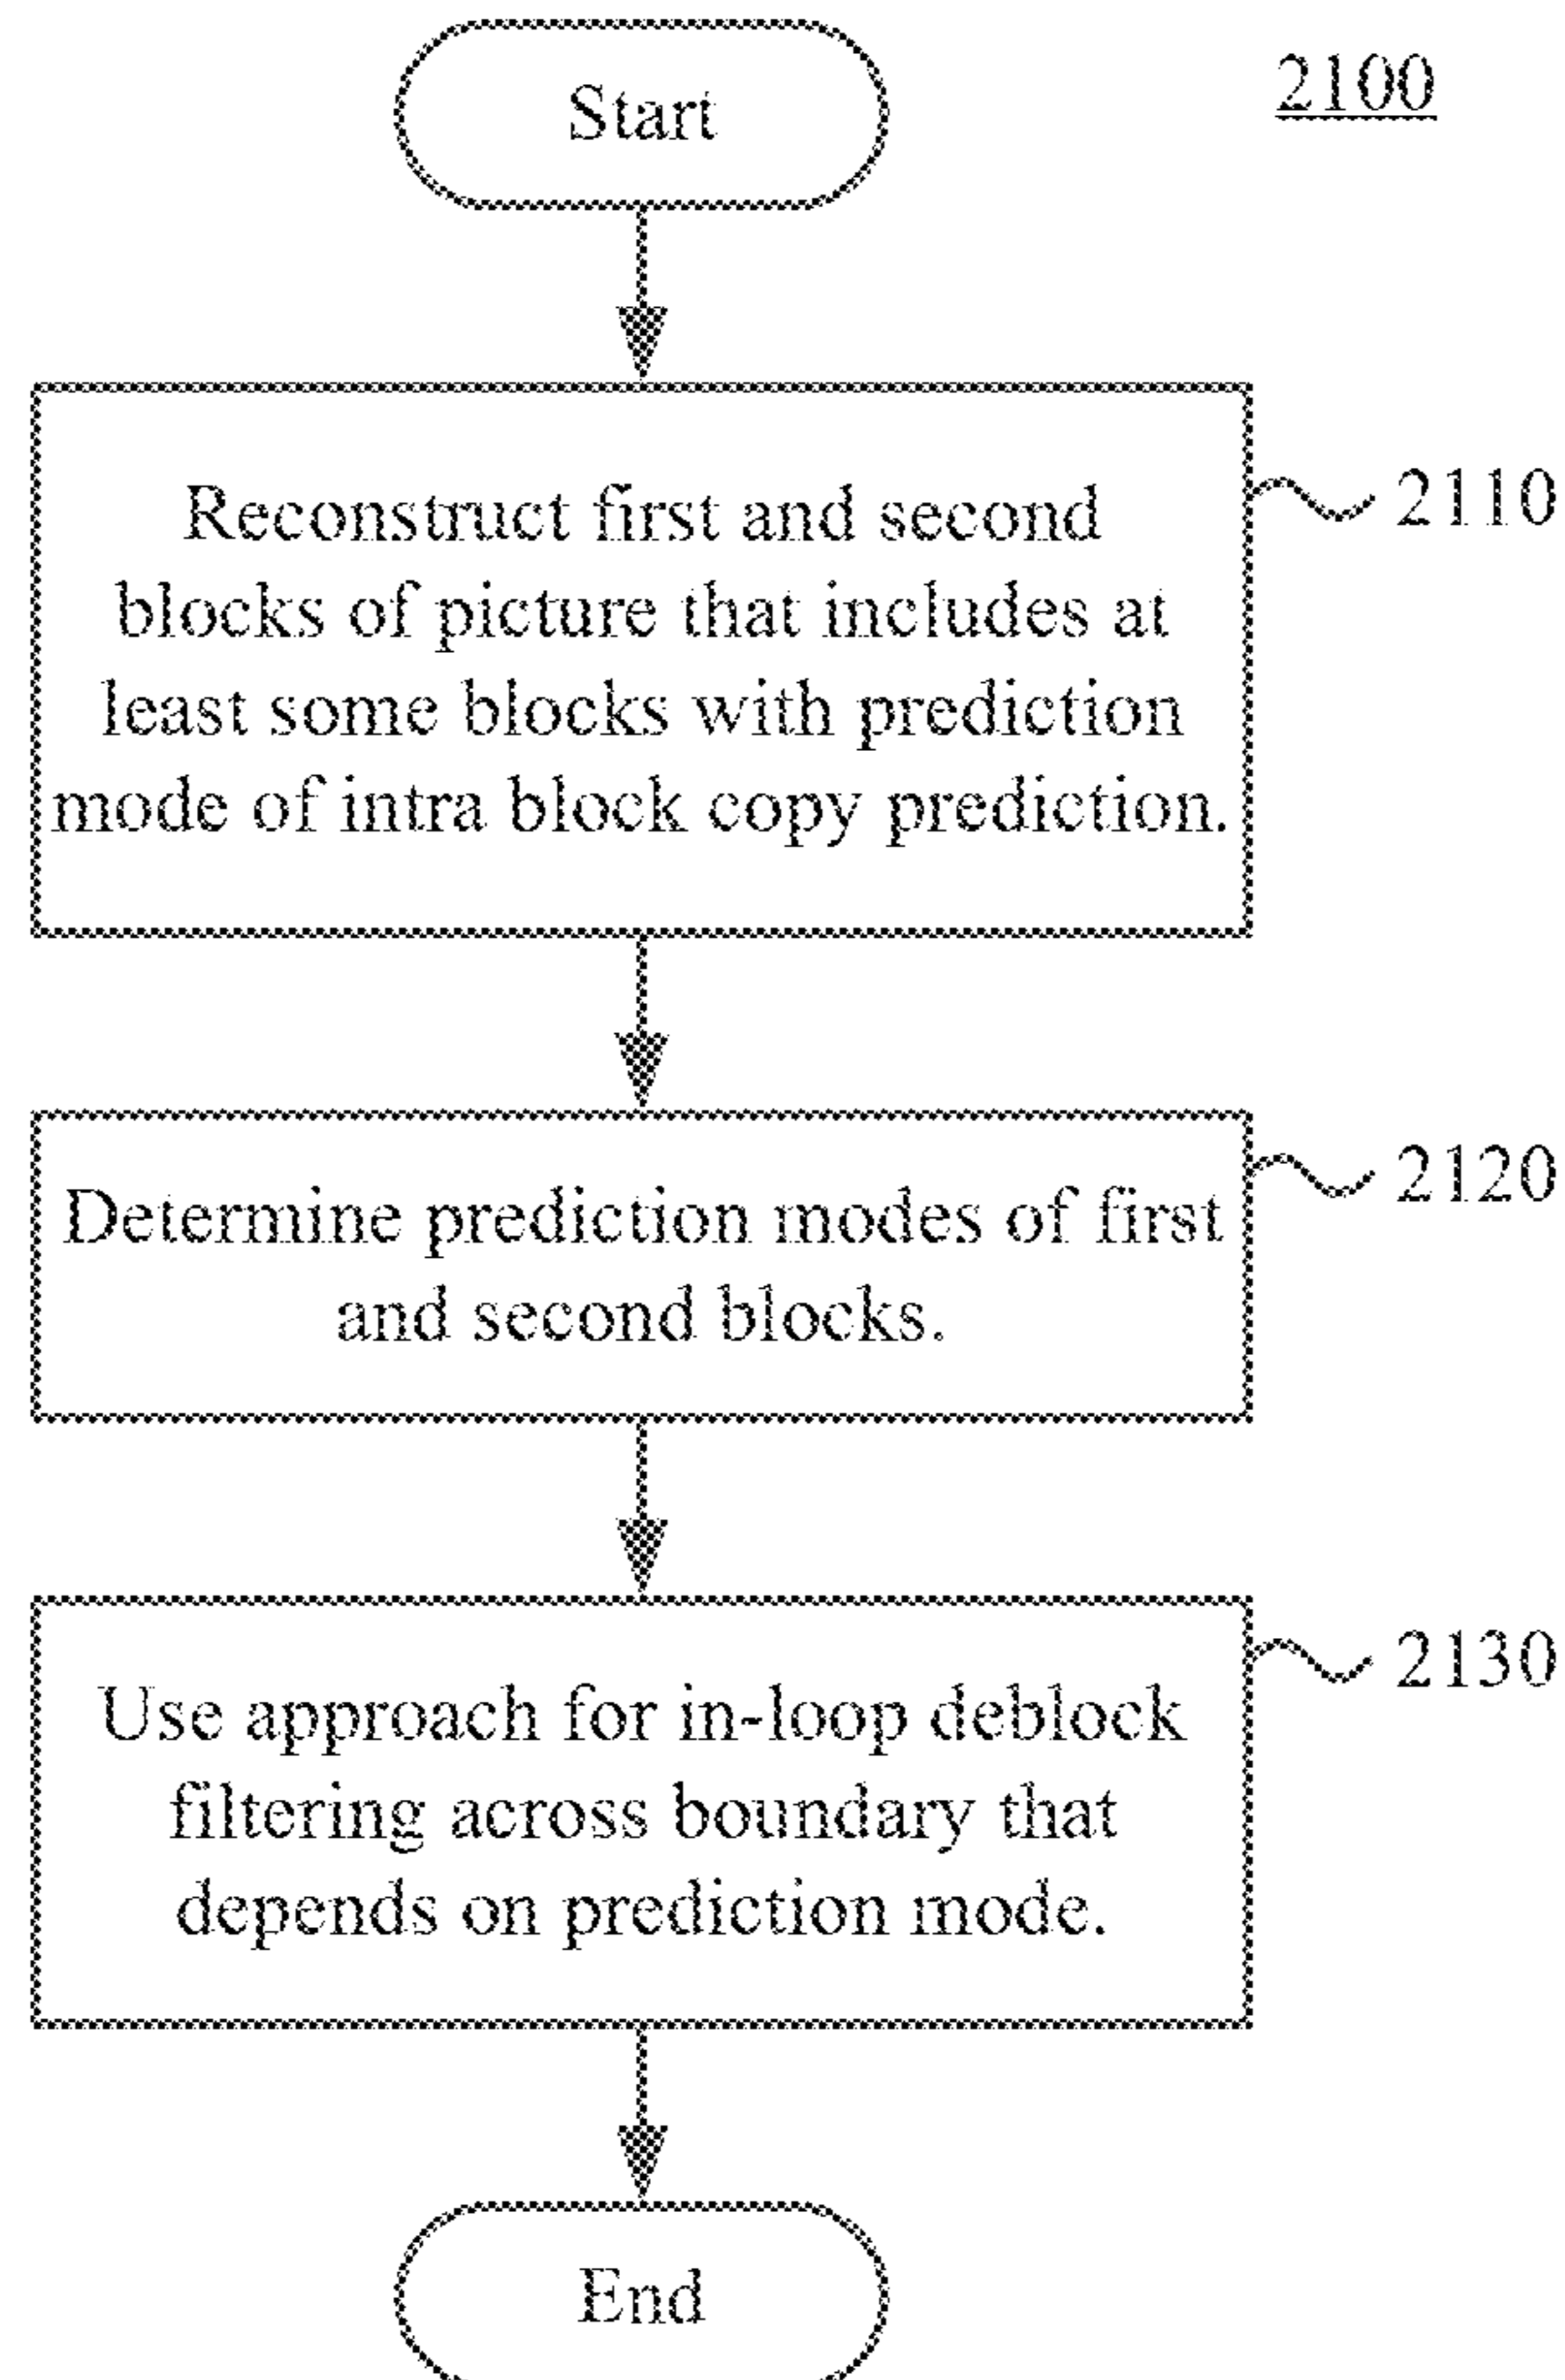 Start
2100
Reconstruct first and second
blocks of picture that includes at
least some blocks with prediction
mode of intra block copy prediction.
2110
Determine prediction modes of first
and second blocks.
2120
Use approach for in-loop deblock
filtering across boundary that
depends on prediction mode.
2130
End